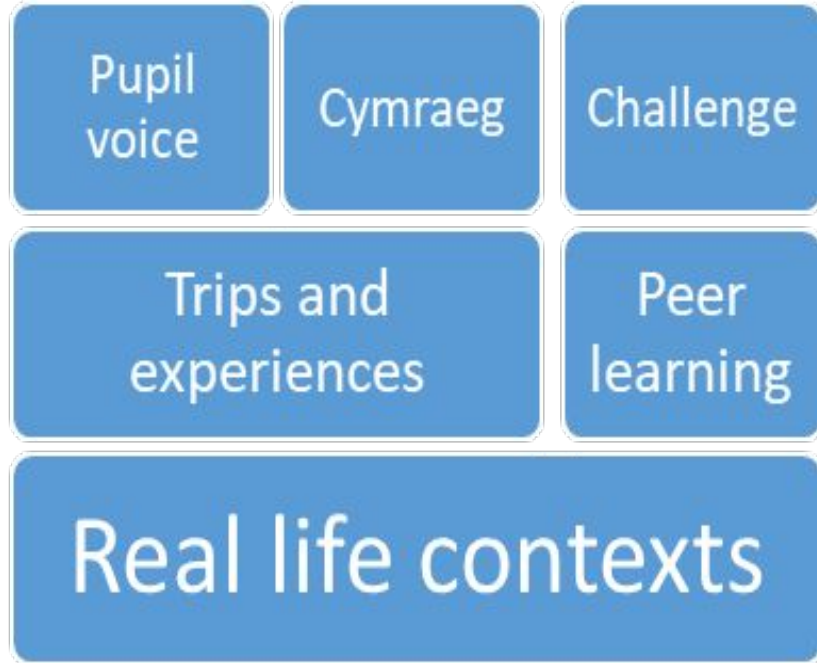 Pupil
voice
Cymraeg
Challenge
Trips and
experiences
Peer
learning
Real life contexts